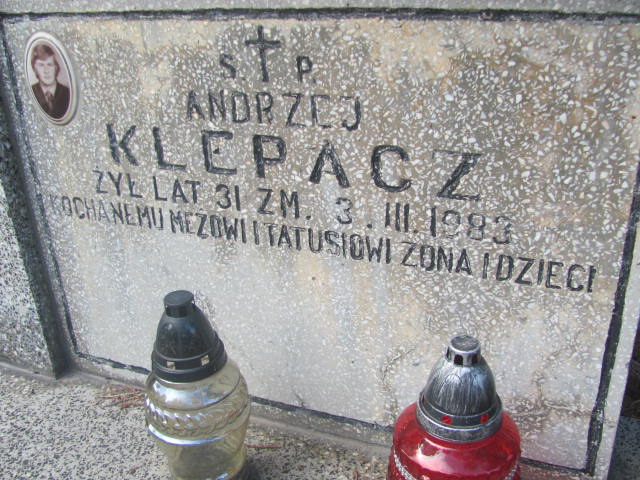 Ś. P.
ANDRZEJ
KLEPACZ
ŻYŁ LAT 31 ZM. 3. III. 1983
KOCHANEMU MĘŻOWI I TATUSIOWI ŻONA I DZIECI